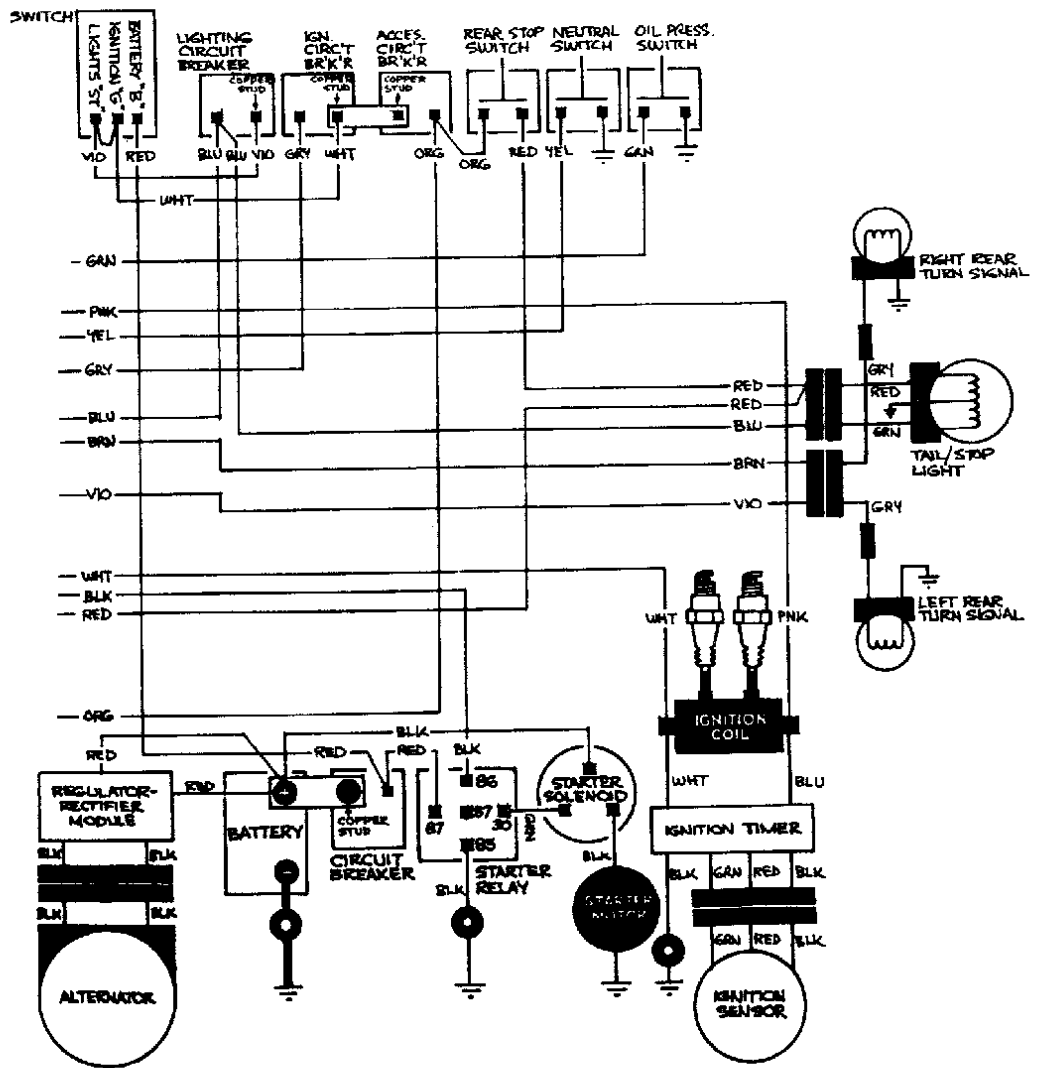 SWITCH
LIGHTS "ST"
IGNITION "G"
BATTERY "B"
LIGHTING
CIRCUIT
BREAKER
COPPER
STUD
IGN.
CIRC'T
BR'K'R
COPPER
STUD
ACCES.
CIRC'T
BR'K'R
COPPER
STUD
REAR STOP
SWITCH
NEUTRAL
SWITCH
OIL PRESS.
SWITCH
VIO RED BLU BLU VIO GRY WHT ORG ORG RED YEL GRN
WHT
GRN
PNK
YEL
GRY
BLU
BRN
VIO
WHT
BLK
RED
ORG
RIGHT REAR
TURN SIGNAL
RED
RED
BLU
BRN
VIO
GRY
RED
GRN
TAIL/STOP
LIGHT
GRY
LEFT REAR
TURN SIGNAL
WHT
PNK
IGNITION
COIL
WHT
BLU
IGNITION TIMER
BLK GRN RED BLK
GRN RED BLK
IGNITION
SENSOR
RED
REGULATOR-
RECTIFIER
MODULE
RED
BLK BLK
BLK BLK
ALTERNATOR
BLK
RED
RED
BLK
BATTERY
COPPER
STUD
CIRCUIT
BREAKER
86
87
87
30
85
GRN
STARTER
RELAY
BLK
STARTER
SOLENOID
BLK
STARTER